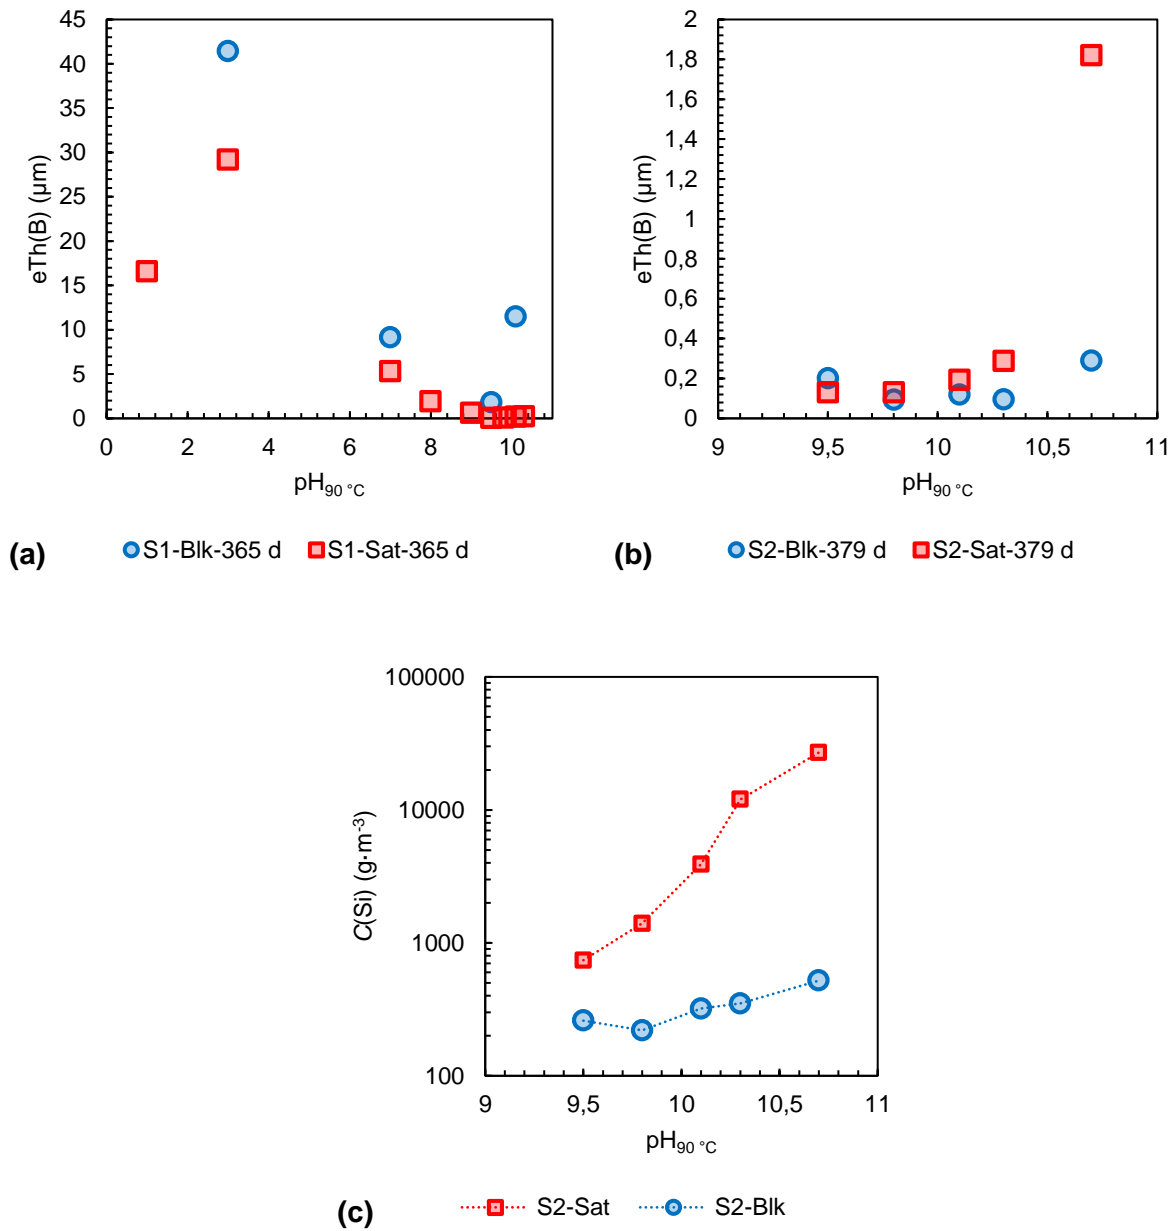 45
40
35
30
25
20
15
10
5
0
eTh(B) (µm)
0 2 4 6 8 10
pH90 °C
(a) S1-Blk-365 d S1-Sat-365 d
2
1,8
1,6
1,4
1,2
1
0,8
0,6
0,4
0,2
0
eTh(B) (µm)
9 9,5 10 10,5 11
pH90 °C
(b) S2-Blk-379 d S2-Sat-379 d
100000
10000
1000
100
C(Si) (g·m-3)
9 9,5 10 10,5 11
pH90 °C
(c) S2-Sat S2-Blk